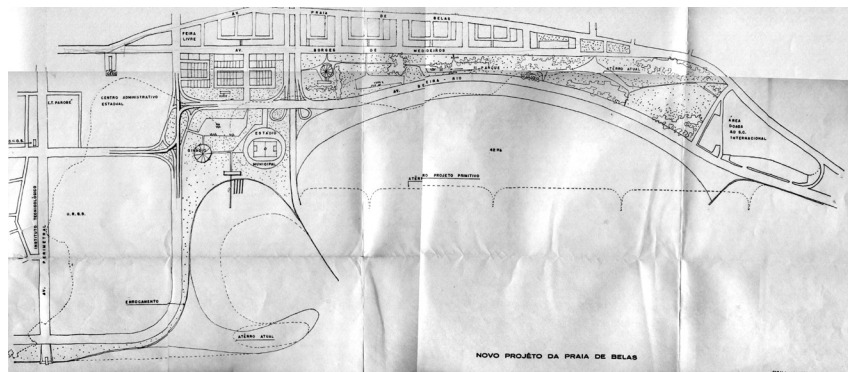 AV. PRAIA DE BELAS
FEIRA
LIVRE
AV. BORGES DE MEDEIROS
PARQUE
ATÊRRO ATUAL
AV. BEIRA-RIO
CENTRO ADMINISTRATIVO
ESTADUAL
E.T. PAROBÉ
ESTÁDIO
MUNICIPAL
ÁREA
DOADA
AO S.C.
INTERNACIONAL
ATÊRRO PROJETO PRIMITIVO
INSTITUTO TECNOLÓGICO
AV. PERIMETRAL
ENROCAMENTO
ATÊRRO ATUAL
NOVO PROJÉTO DA PRAIA DE BELAS